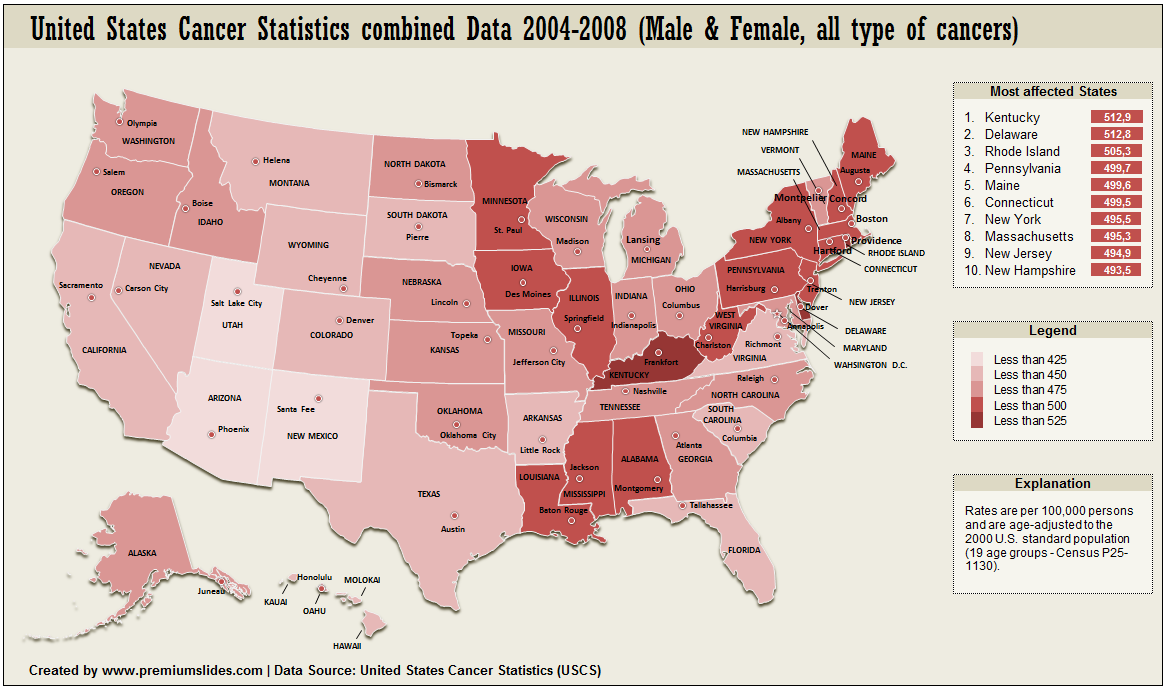 United States Cancer Statistics combined Data 2004-2008 (Male & Female, all type of cancers)
Most affected States
1. Kentucky 512,9
2. Delaware 512,8
3. Rhode Island 505,3
4. Pennsylvania 499,7
5. Maine 499,6
6. Connecticut 499,5
7. New York 495,5
8. Massachusetts 495,3
9. New Jersey 494,9
10. New Hampshire 493,5
Legend
Less than 425
Less than 450
Less than 475
Less than 500
Less than 525
Explanation
Rates are per 100,000 persons
and are age-adjusted to the
2000 U.S. standard population
(19 age groups - Census P25-
1130).
Olympia
WASHINGTON
Salem
OREGON
Boise
IDAHO
Helena
MONTANA
NORTH DAKOTA
Bismarck
SOUTH DAKOTA
Pierre
MINNESOTA
St. Paul
WISCONSIN
Madison
Lansing
MICHIGAN
NEW HAMPSHIRE
VERMONT
MASSACHUSETTS
MAINE
Augusta
Montpelier
Concord
Albany
NEW YORK
Boston
Providence
Hartford
RHODE ISLAND
CONNECTICUT
WYOMING
Cheyenne
NEVADA
Carson City
Sacramento
CALIFORNIA
Salt Lake City
UTAH
Denver
COLORADO
NEBRASKA
Lincoln
Topeka
KANSAS
IOWA
Des Moines
ILLINOIS
Springfield
MISSOURI
Jefferson City
INDIANA
Indianapolis
OHIO
Columbus
PENNSYLVANIA
Harrisburg
Trenton
NEW JERSEY
Dover
Annapolis
DELAWARE
MARYLAND
WAHSINGTON D.C.
WEST
VIRGINIA
Charlston
Richmont
VIRGINIA
Frankfort
KENTUCKY
Nashville
TENNESSEE
Raleigh
NORTH CAROLINA
SOUTH
CAROLINA
Columbia
ARIZONA
Phoenix
Santa Fee
NEW MEXICO
OKLAHOMA
Oklahoma City
ARKANSAS
Little Rock
TEXAS
Austin
LOUISIANA
Baton Rouge
Jackson
MISSISSIPPI
ALABAMA
Montgomery
Atlanta
GEORGIA
Tallahassee
FLORIDA
ALASKA
Juneau
Honolulu
MOLOKAI
KAUAI
OAHU
HAWAII
Created by www.premiumslides.com | Data Source: United States Cancer Statistics (USCS)